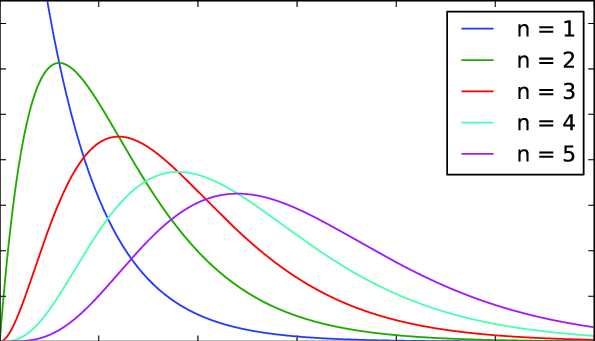 n = 1
n = 2
n = 3
n = 4
n = 5